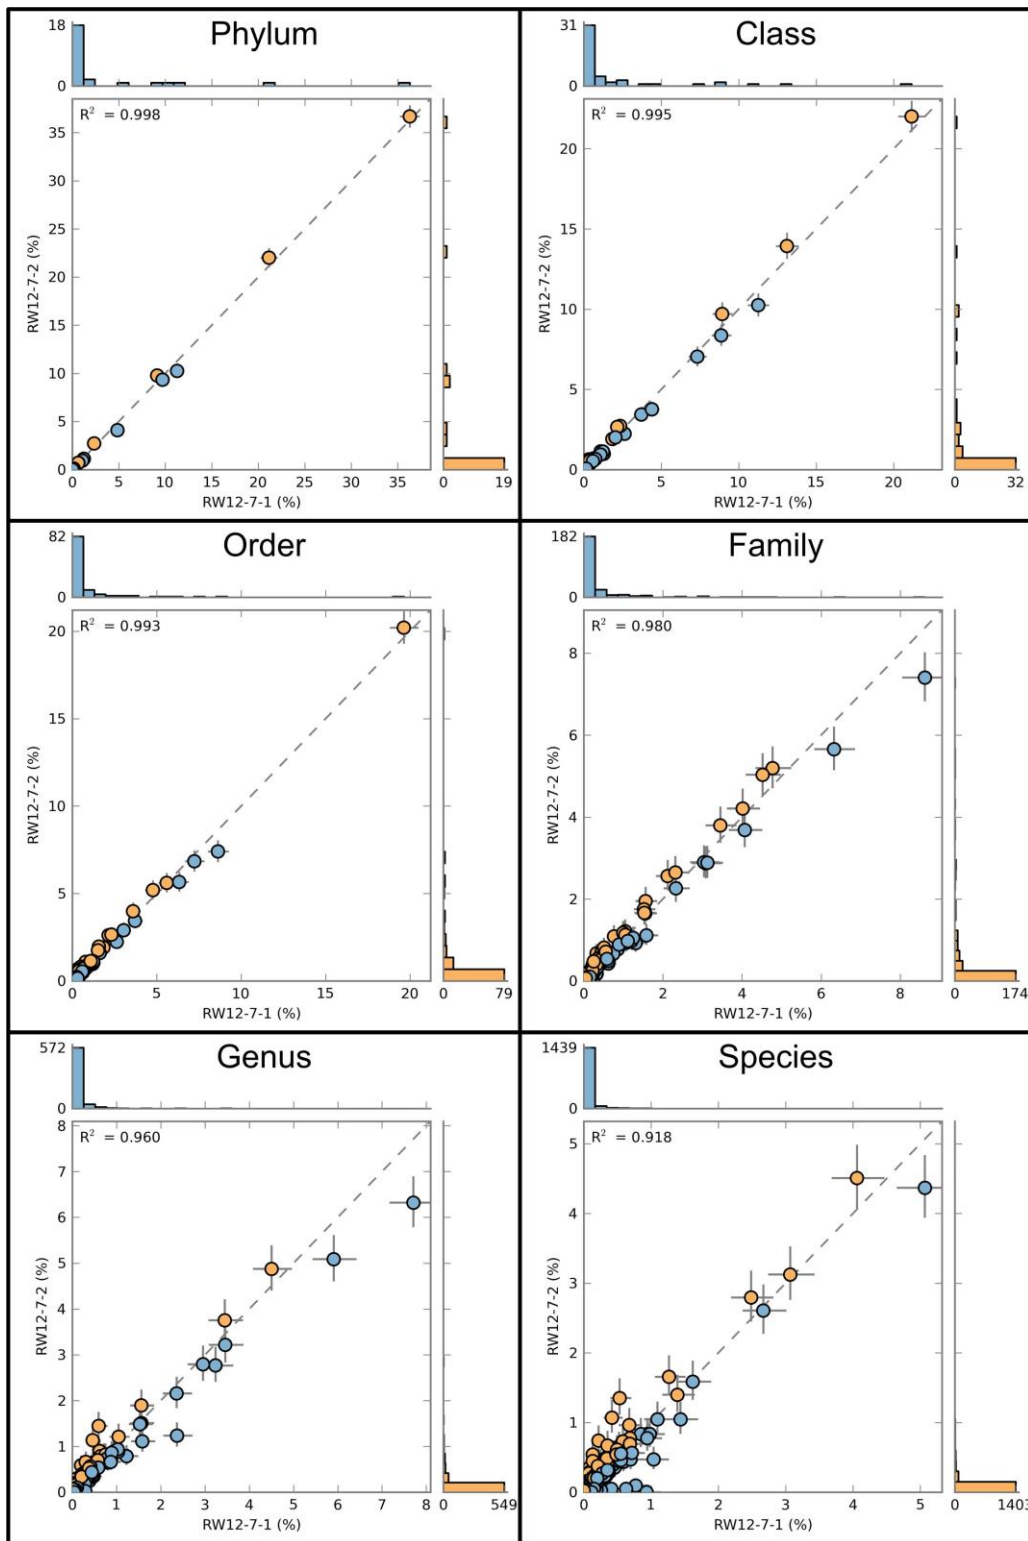 Phylum
18
0
R² = 0.998
35
30
25
20
15
10
5
0
RW12-7-2 (%)
0 5 10 15 20 25 30 35
RW12-7-1 (%)
0 19
Class
31
0
R² = 0.995
20
15
10
5
0
RW12-7-2 (%)
0 5 10 15 20
RW12-7-1 (%)
0 32
Order
82
0
R² = 0.993
20
15
10
5
0
RW12-7-2 (%)
0 5 10 15 20
RW12-7-1 (%)
0 79
Family
182
0
R² = 0.980
8
6
4
2
0
RW12-7-2 (%)
0 2 4 6 8
RW12-7-1 (%)
0 174
Genus
572
0
R² = 0.960
8
7
6
5
4
3
2
1
0
RW12-7-2 (%)
0 1 2 3 4 5 6 7 8
RW12-7-1 (%)
0 549
Species
1439
0
R² = 0.918
5
4
3
2
1
0
RW12-7-2 (%)
0 1 2 3 4 5
RW12-7-1 (%)
0 1403